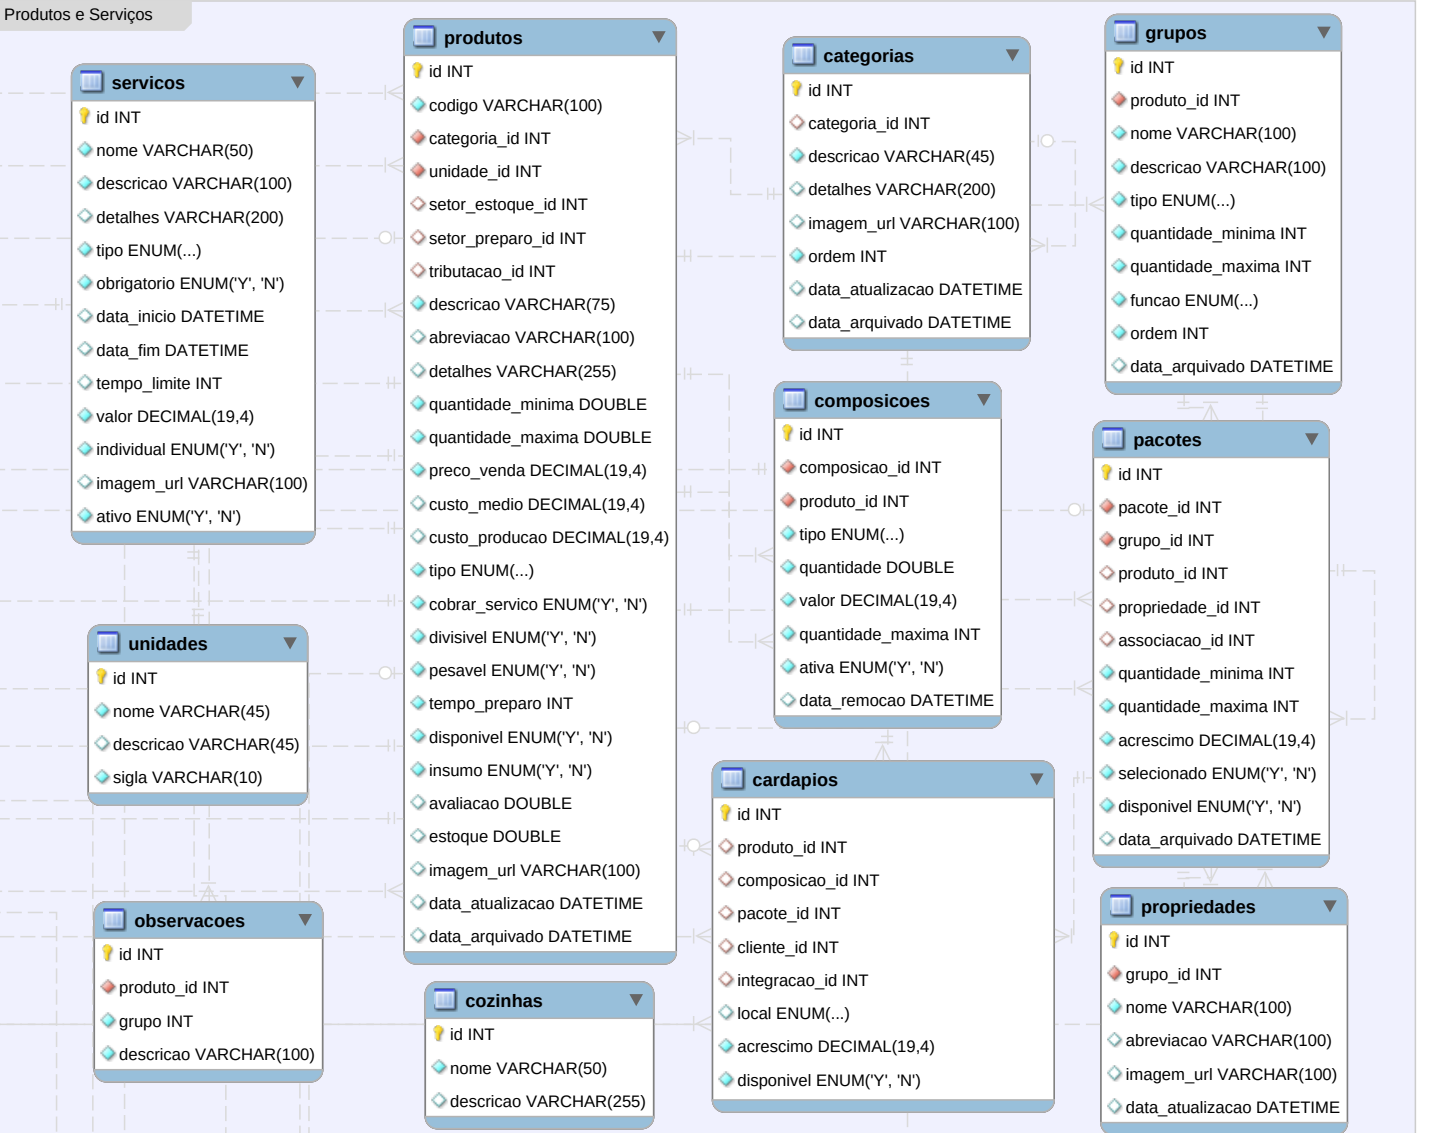 Produtos e Serviços
servicos
id INT
nome VARCHAR(50)
descricao VARCHAR(100)
detalhes VARCHAR(200)
tipo ENUM(...)
obrigatorio ENUM('Y', 'N')
data_inicio DATETIME
data_fim DATETIME
tempo_limite INT
valor DECIMAL(19,4)
individual ENUM('Y', 'N')
imagem_url VARCHAR(100)
ativo ENUM('Y', 'N')
unidades
id INT
nome VARCHAR(45)
descricao VARCHAR(45)
sigla VARCHAR(10)
observacoes
id INT
produto_id INT
grupo INT
descricao VARCHAR(100)
produtos
id INT
codigo VARCHAR(100)
categoria_id INT
unidade_id INT
setor_estoque_id INT
setor_preparo_id INT
tributacao_id INT
descricao VARCHAR(75)
abreviacao VARCHAR(100)
detalhes VARCHAR(255)
quantidade_minima DOUBLE
quantidade_maxima DOUBLE
preco_venda DECIMAL(19,4)
custo_medio DECIMAL(19,4)
custo_producao DECIMAL(19,4)
tipo ENUM(...)
cobrar_servico ENUM('Y', 'N')
divisivel ENUM('Y', 'N')
pesavel ENUM('Y', 'N')
tempo_preparo INT
disponivel ENUM('Y', 'N')
insumo ENUM('Y', 'N')
avaliacao DOUBLE
estoque DOUBLE
imagem_url VARCHAR(100)
data_atualizacao DATETIME
data_arquivado DATETIME
cozinhas
id INT
nome VARCHAR(50)
descricao VARCHAR(255)
categorias
id INT
categoria_id INT
descricao VARCHAR(45)
detalhes VARCHAR(200)
imagem_url VARCHAR(100)
ordem INT
data_atualizacao DATETIME
data_arquivado DATETIME
composicoes
id INT
composicao_id INT
produto_id INT
tipo ENUM(...)
quantidade DOUBLE
valor DECIMAL(19,4)
quantidade_maxima INT
ativa ENUM('Y', 'N')
data_remocao DATETIME
cardapios
id INT
produto_id INT
composicao_id INT
pacote_id INT
cliente_id INT
integracao_id INT
local ENUM(...)
acrescimo DECIMAL(19,4)
disponivel ENUM('Y', 'N')
grupos
id INT
produto_id INT
nome VARCHAR(100)
descricao VARCHAR(100)
tipo ENUM(...)
quantidade_minima INT
quantidade_maxima INT
funcao ENUM(...)
ordem INT
data_arquivado DATETIME
pacotes
id INT
pacote_id INT
grupo_id INT
produto_id INT
propriedade_id INT
associacao_id INT
quantidade_minima INT
quantidade_maxima INT
acrescimo DECIMAL(19,4)
selecionado ENUM('Y', 'N')
disponivel ENUM('Y', 'N')
data_arquivado DATETIME
propriedades
id INT
grupo_id INT
nome VARCHAR(100)
abreviacao VARCHAR(100)
imagem_url VARCHAR(100)
data_atualizacao DATETIME